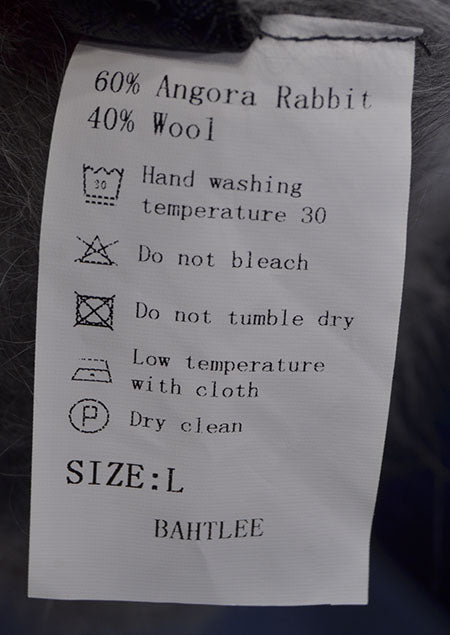 60% Angora Rabbit
40% Wool
30
Hand washing
temperature 30
Do not bleach
Do not tumble dry
Low temperature
with cloth
P
Dry clean
SIZE:L
BAHTLEE